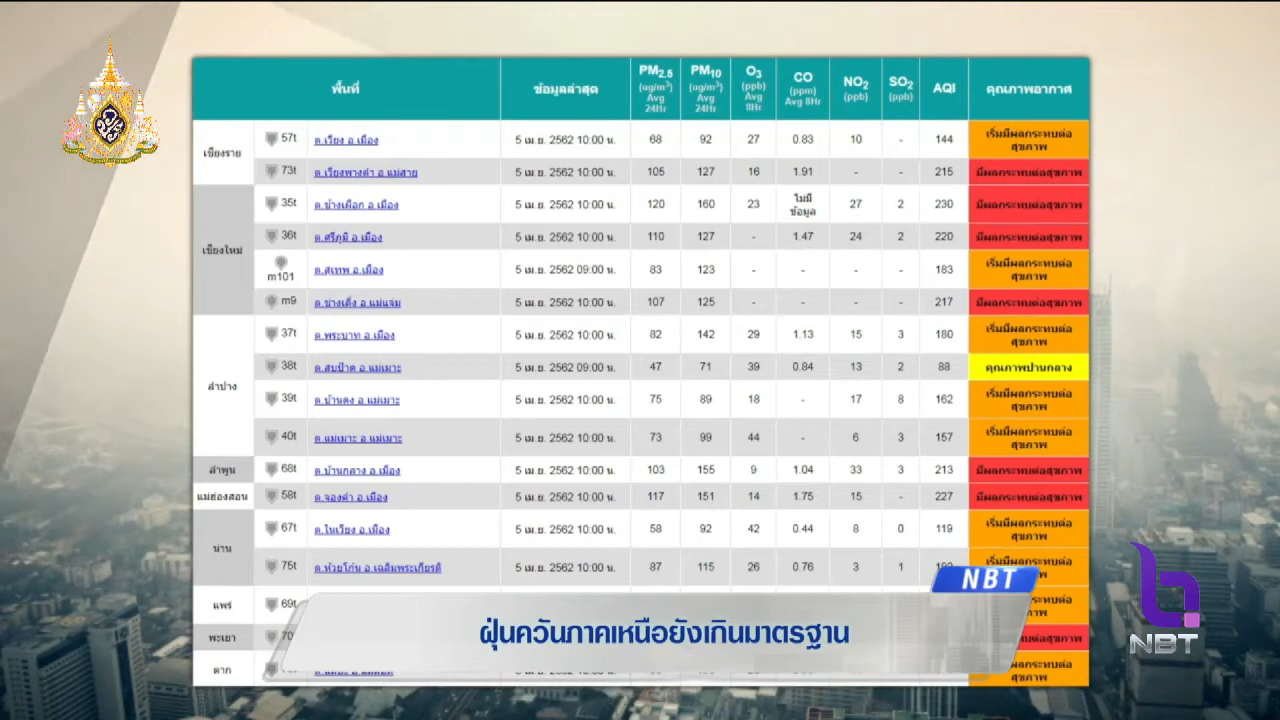 พื้นที่ ข้อมูลล่าสุด PM2.5 (ug/m3) Avg 24Hr PM10 (ug/m3) Avg 24Hr O3 (ppb) Avg 8Hr CO (ppm) Avg 8Hr NO2 (ppb) SO2 (ppb) AQI คุณภาพอากาศ
เชียงราย 57t ต.เวียง อ.เมือง 5 เม.ย. 2562 10:00 น. 68 92 27 0.83 10 - 144 เริ่มมีผลกระทบต่อสุขภาพ
73t ต.เวียงพางคำ อ.แม่สาย 5 เม.ย. 2562 10:00 น. 105 127 16 1.91 - - 215 มีผลกระทบต่อสุขภาพ
เชียงใหม่ 35t ต.ช้างเผือก อ.เมือง 5 เม.ย. 2562 10:00 น. 120 160 23 ไม่มีข้อมูล 27 2 230 มีผลกระทบต่อสุขภาพ
36t ต.ศรีภูมิ อ.เมือง 5 เม.ย. 2562 10:00 น. 110 127 - 1.47 24 2 220 มีผลกระทบต่อสุขภาพ
m101 ต.สุเทพ อ.เมือง 5 เม.ย. 2562 09:00 น. 83 123 - - - - 183 เริ่มมีผลกระทบต่อสุขภาพ
m9 ต.ช่างเคิ่ง อ.แม่แจ่ม 5 เม.ย. 2562 10:00 น. 107 125 - - - - 217 มีผลกระทบต่อสุขภาพ
ลำปาง 37t ต.พระบาท อ.เมือง 5 เม.ย. 2562 10:00 น. 82 142 29 1.13 15 3 180 เริ่มมีผลกระทบต่อสุขภาพ
38t ต.สบป้าด อ.แม่เมาะ 5 เม.ย. 2562 09:00 น. 47 71 39 0.84 13 2 88 คุณภาพปานกลาง
39t ต.บ้านดง อ.แม่เมาะ 5 เม.ย. 2562 10:00 น. 75 89 18 - 17 8 162 เริ่มมีผลกระทบต่อสุขภาพ
40t ต.แม่เมาะ อ.แม่เมาะ 5 เม.ย. 2562 10:00 น. 73 99 44 - 6 3 157 เริ่มมีผลกระทบต่อสุขภาพ
ลำพูน 68t ต.บ้านกลาง อ.เมือง 5 เม.ย. 2562 10:00 น. 103 155 9 1.04 33 3 213 มีผลกระทบต่อสุขภาพ
แม่ฮ่องสอน 58t ต.จองคำ อ.เมือง 5 เม.ย. 2562 10:00 น. 117 151 14 1.75 15 - 227 มีผลกระทบต่อสุขภาพ
น่าน 67t ต.ในเวียง อ.เมือง 5 เม.ย. 2562 10:00 น. 58 92 42 0.44 8 0 119 เริ่มมีผลกระทบต่อสุขภาพ
75t ต.ห้วยโก๋น อ.เฉลิมพระเกียรติ 5 เม.ย. 2562 10:00 น. 87 115 26 0.76 3 1 เริ่มมีผลกระทบต่อ
แพร่ 69t
พะเยา
ตาก
NBT
ฝุ่นควันภาคเหนือยังเกินมาตรฐาน
NBT